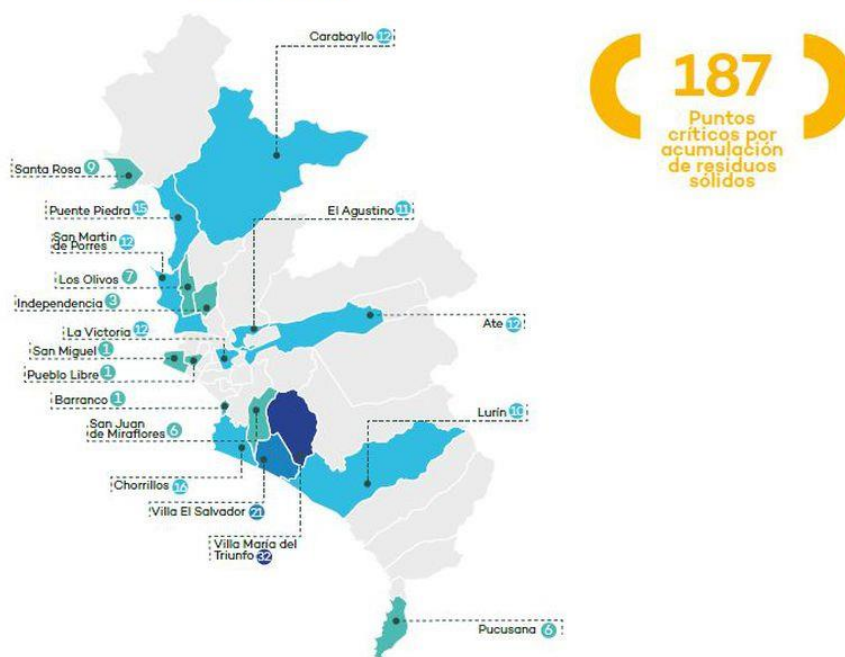 Carabayllo 12
187
Puntos
críticos por
acumulación
de residuos
sólidos
Santa Rosa 9
Puente Piedra 15
El Agustino 11
San Martin
de Porres 12
Los Olivos 7
Independencia 3
La Victoria 12
Ate 12
San Miguel 1
Pueblo Libre 1
Barranco 1
Lurín 10
San Juan
de Miraflores 6
Chorrillos 16
Villa El Salvador 21
Villa María del
Triunfo 32
Pucusana 6